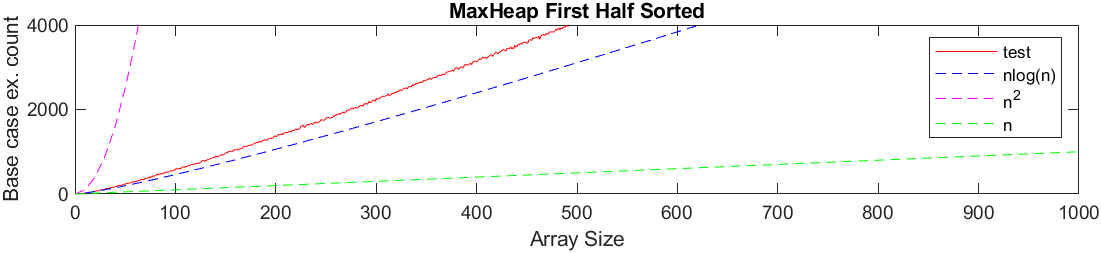 MaxHeap First Half Sorted
Base case ex. count
4000
2000
0
0 100 200 300 400 500 600 700 800 900 1000
Array Size
test
nlog(n)
n²
n